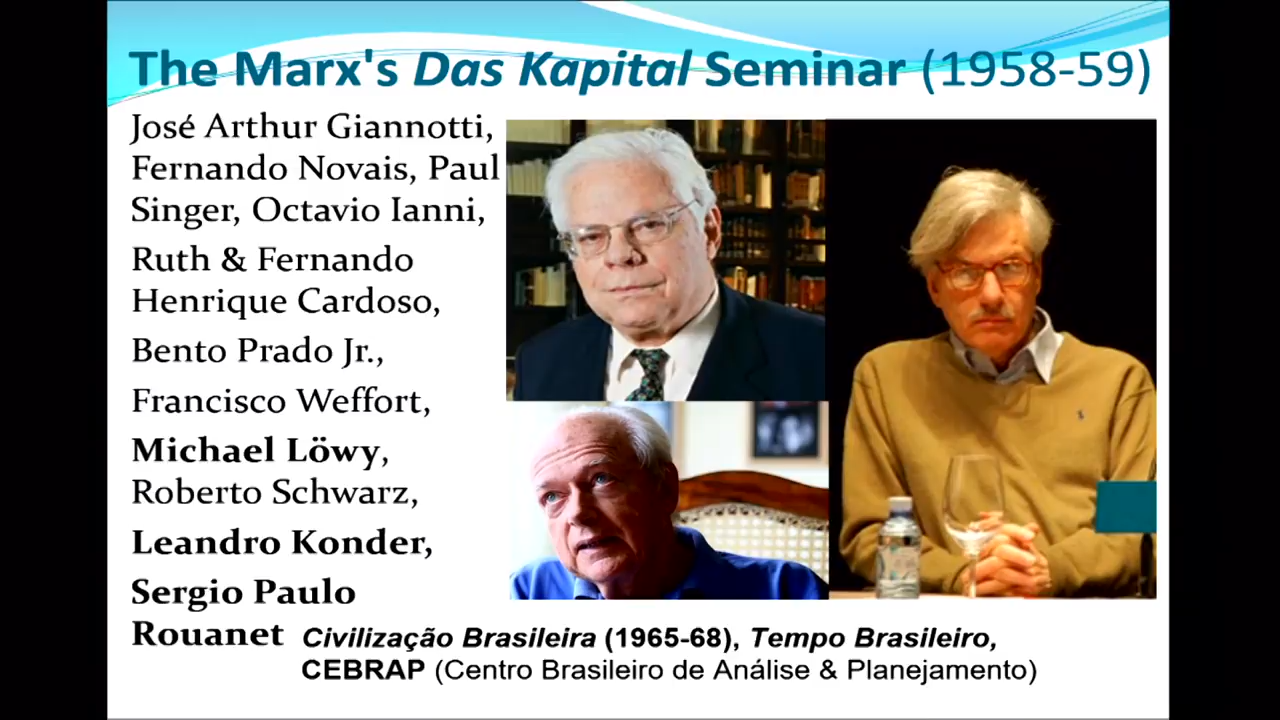 The Marx's Das Kapital Seminar (1958-59)
José Arthur Giannotti,
Fernando Novais, Paul
Singer, Octavio Ianni,
Ruth & Fernando
Henrique Cardoso,
Bento Prado Jr.,
Francisco Weffort,
Michael Löwy,
Roberto Schwarz,
Leandro Konder,
Sergio Paulo
Rouanet
Civilização Brasileira (1965-68), Tempo Brasileiro,
CEBRAP (Centro Brasileiro de Análise & Planejamento)